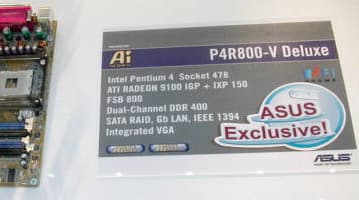 Ai
P4R800-V Deluxe
Intel Pentium 4 Socket 478
ATI RADEON 9100 IGP + IXP 150
FSB 800
Dual-Channel DDR 400
SATA RAID, Gb LAN, IEEE 1394
Integrated VGA
ASUS
Exclusive!
ASUS